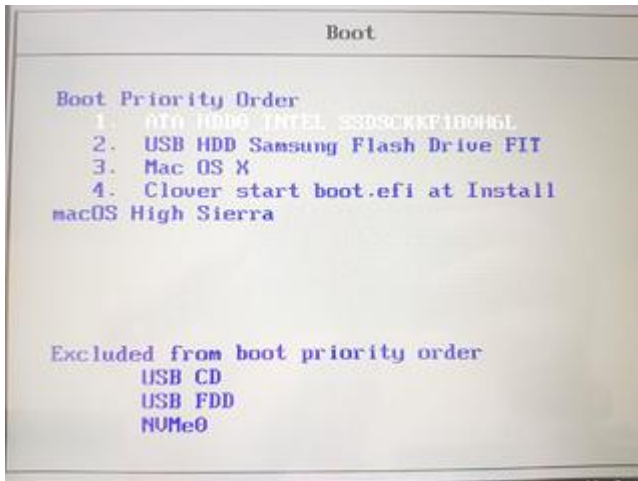 Boot
Boot Priority Order
1. ATA HDD0 INTEL
2. USB HDD Samsung Flash Drive FIT
3. Mac OS X
4. Clover start boot.efi at Install
macOS High Sierra
Excluded from boot priority order
USB CD
USB FDD
NVMe0